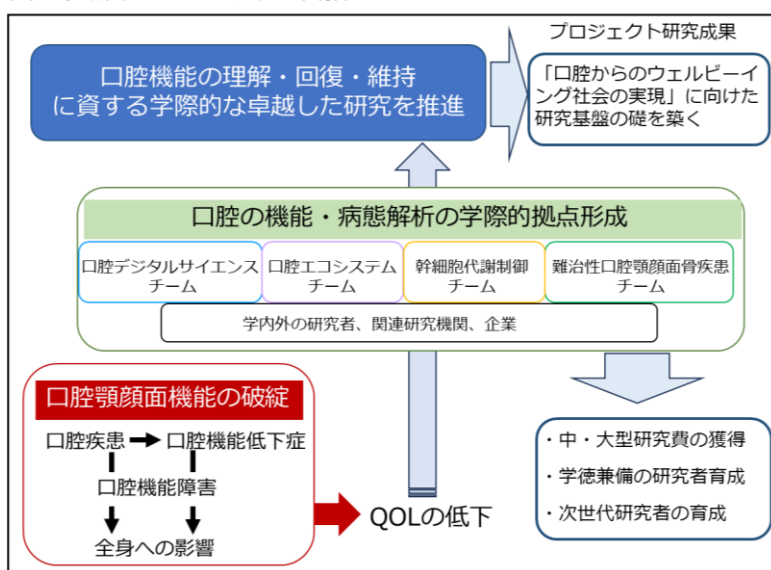 プロジェクト研究成果
口腔機能の理解・回復・維持
に資する学際的な卓越した研究を推進
「口腔からのウェルビーイ
ング社会の実現」に向けた
研究基盤の礎を築く
口腔の機能・病態解析の学際的拠点形成
口腔デジタルサイエンス
チーム
口腔エコシステム
チーム
幹細胞代謝制御
チーム
難治性口腔顎顔面骨疾患
チーム
学内外の研究者、関連研究機関、企業
口腔顎顔面機能の破綻
口腔疾患
口腔機能低下症
口腔機能障害
全身への影響
QOLの低下
・中・大型研究費の獲得
・学徳兼備の研究者育成
・次世代研究者の育成